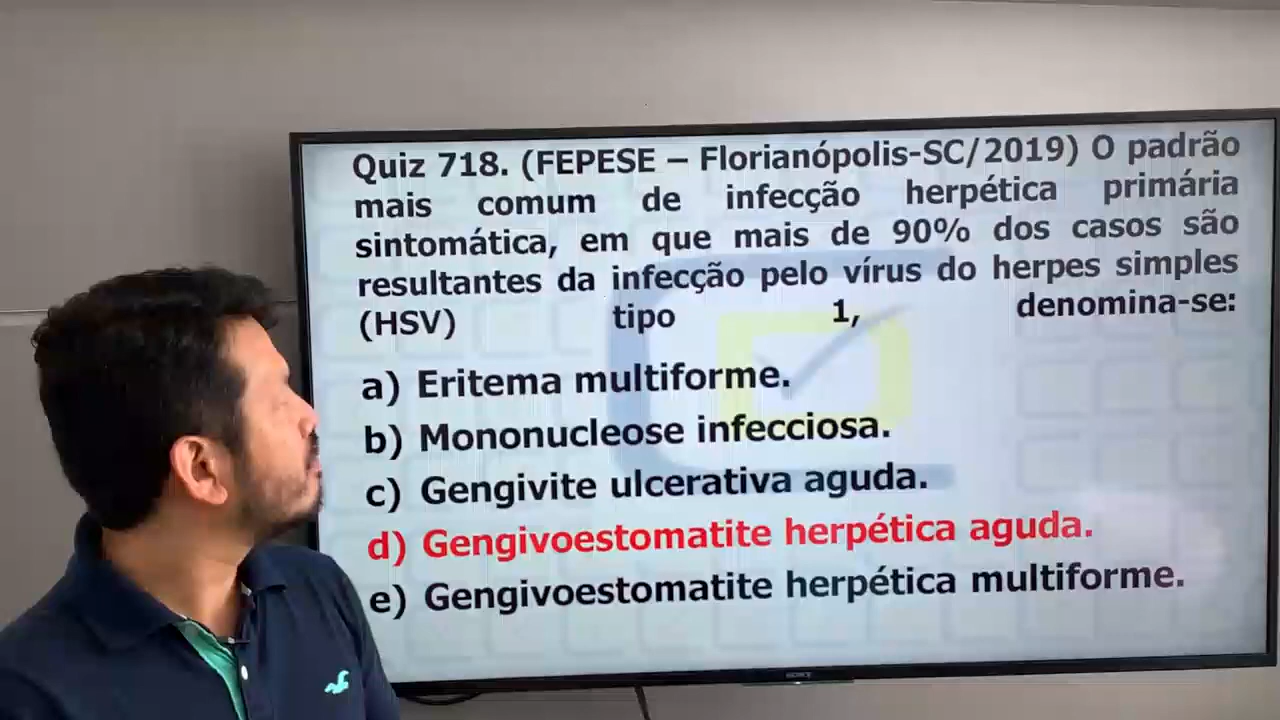 Quiz 718. (FEPESE – Florianópolis-SC/2019) O padrão
mais comum de infecção herpética primária
sintomática, em que mais de 90% dos casos são
resultantes da infecção pelo vírus do herpes simples
(HSV) tipo 1, denomina-se:
a) Eritema multiforme.
b) Mononucleose infecciosa.
c) Gengivite ulcerativa aguda.
d) Gengivoestomatite herpética aguda.
e) Gengivoestomatite herpética multiforme.
SONY